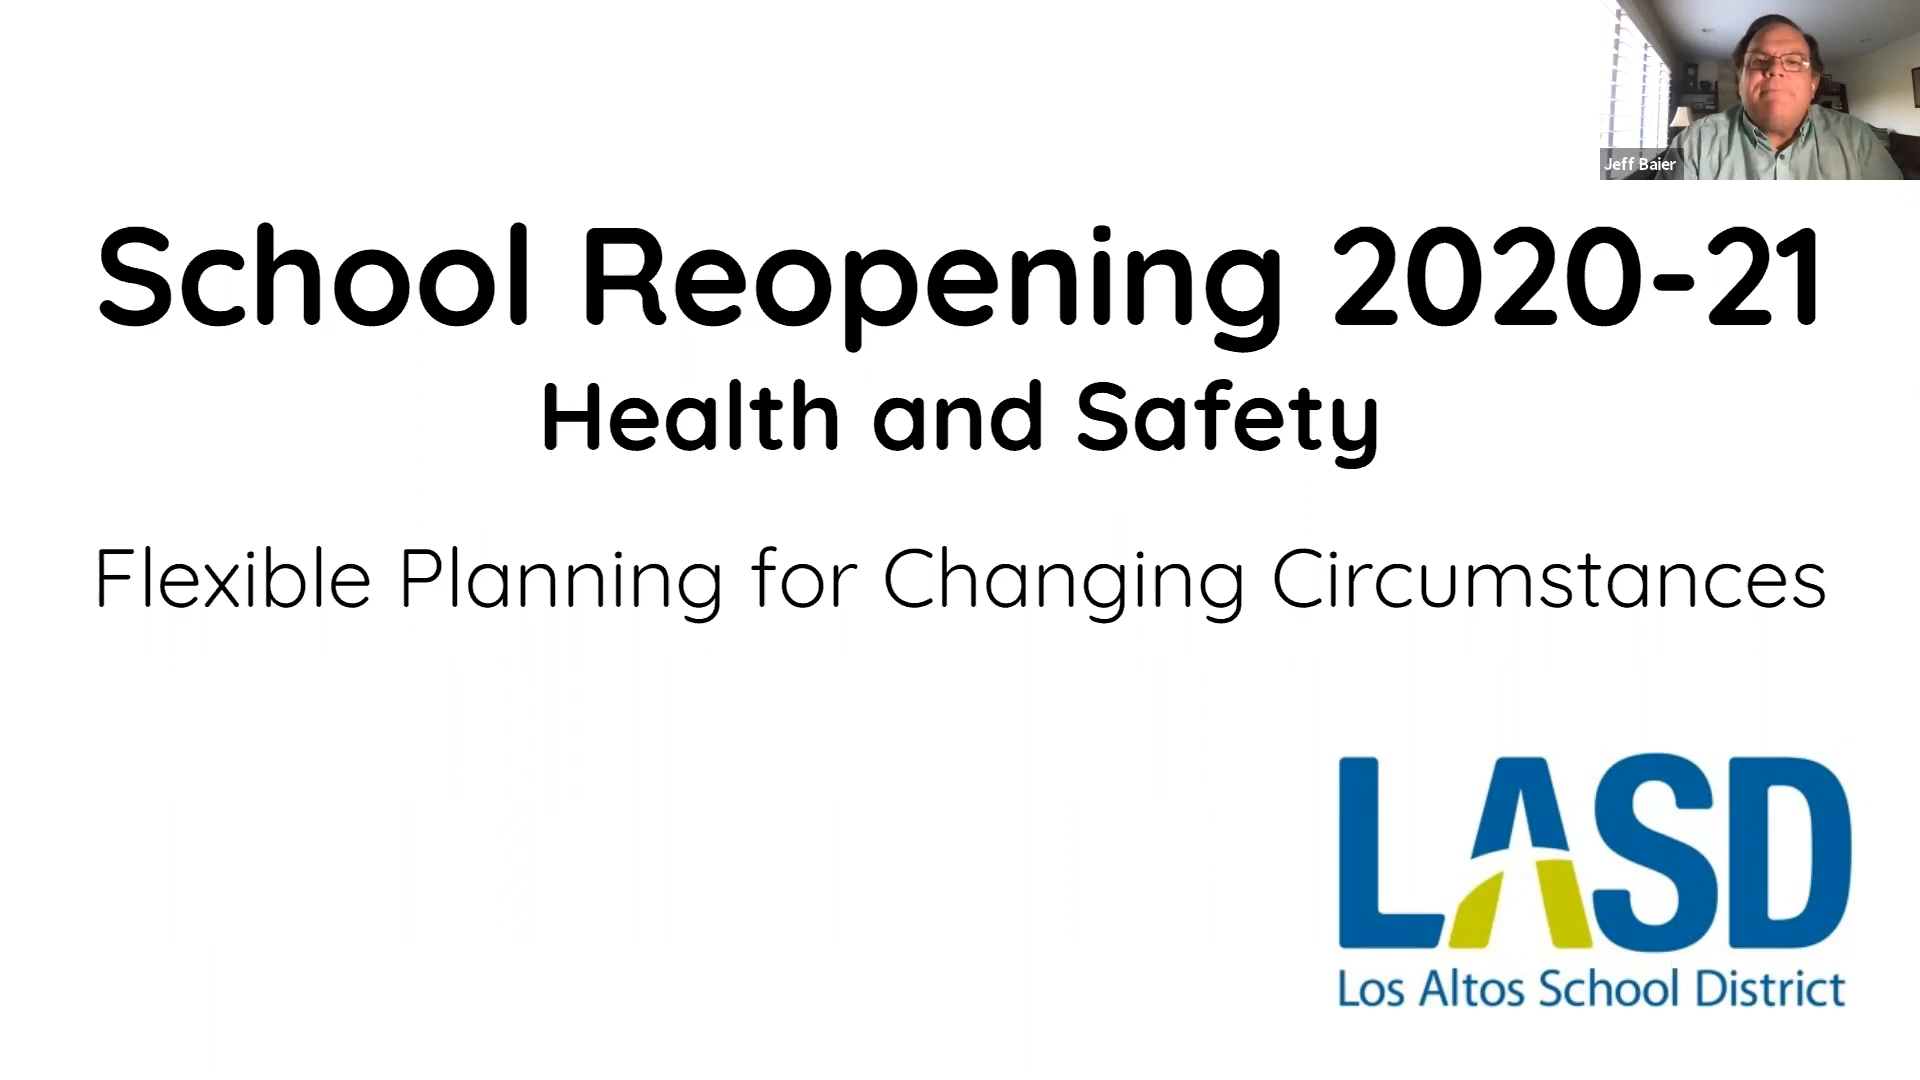 Jeff Baier
School Reopening 2020-21
Health and Safety
Flexible Planning for Changing Circumstances
LASD
Los Altos School District